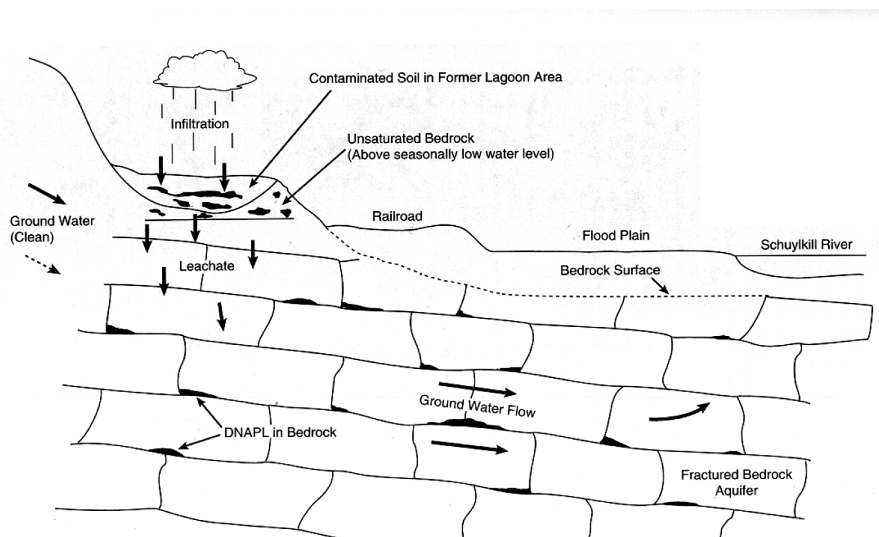 Contaminated Soil in Former Lagoon Area
Infiltration
Unsaturated Bedrock
(Above seasonally low water level)
Ground Water
(Clean)
Railroad
Flood Plain
Schuylkill River
Leachate
Bedrock Surface
Ground Water Flow
DNAPL in Bedrock
Fractured Bedrock
Aquifer